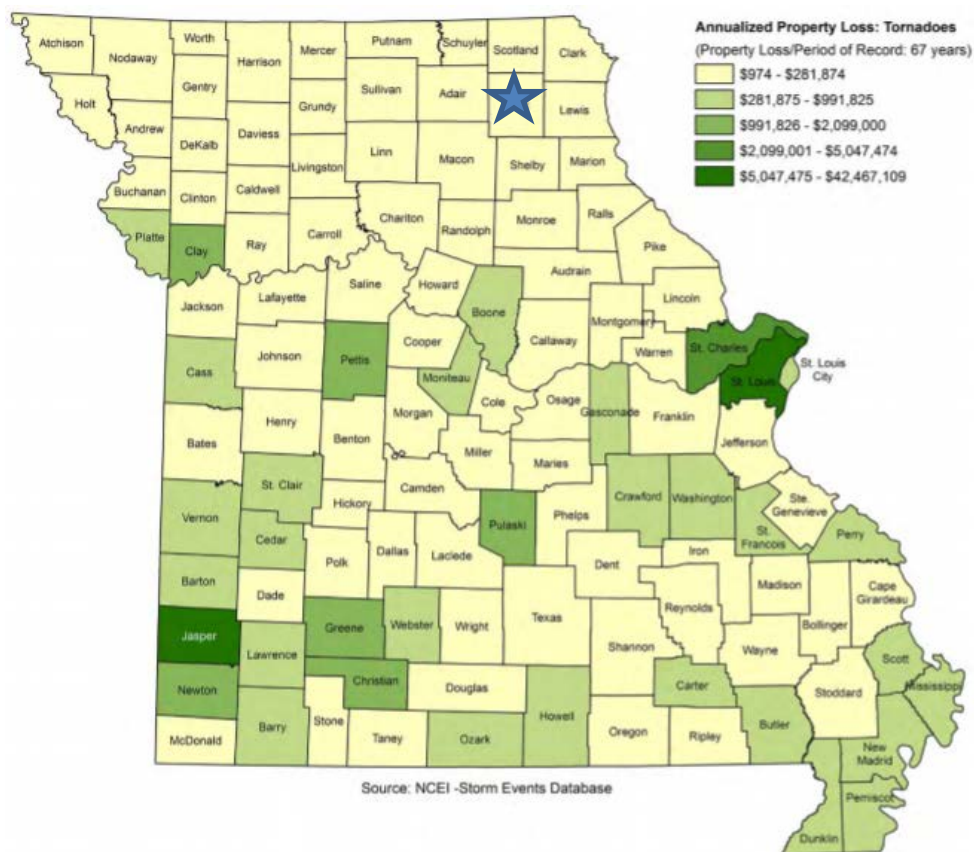 Annualized Property Loss: Tornadoes
(Property Loss/Period of Record: 67 years)
$974 - $281,874
$281,875 - $991,825
$991,826 - $2,099,000
$2,099,001 - $5,047,474
$5,047,475 - $42,467,109
Atchison
Nodaway
Worth
Mercer
Putnam
Schuyler
Scotland
Clark
Harrison
Gentry
Holt
Sullivan
Adair
Lewis
Grundy
Andrew
DeKalb
Daviess
Linn
Macon
Shelby
Marion
Livingston
Buchanan
Clinton
Caldwell
Chariton
Randolph
Monroe
Ralls
Platte
Clay
Ray
Carroll
Pike
Saline
Howard
Audrain
Jackson
Lafayette
Boone
Lincoln
Callaway
Montgomery
Cooper
Warren
St. Charles
Johnson
Pettis
St. Louis
City
Cass
Moniteau
St. Louis
Cole
Osage
Gasconade
Franklin
Morgan
Henry
Bates
Benton
Jefferson
Miller
Maries
St. Clair
Camden
Hickory
Crawford
Washington
Ste.
Genevieve
Vernon
Pulaski
Phelps
St.
Francois
Perry
Cedar
Dallas
Laclede
Iron
Polk
Dent
Barton
Madison
Cape
Girardeau
Dade
Reynolds
Texas
Bollinger
Jasper
Greene
Webster
Wright
Shannon
Wayne
Lawrence
Scott
Christian
Carter
Mississippi
Newton
Douglas
Stoddard
Howell
Stone
Barry
Butler
McDonald
Taney
Ozark
Oregon
Ripley
New
Madrid
Pemiscot
Dunklin
Source: NCEI -Storm Events Database